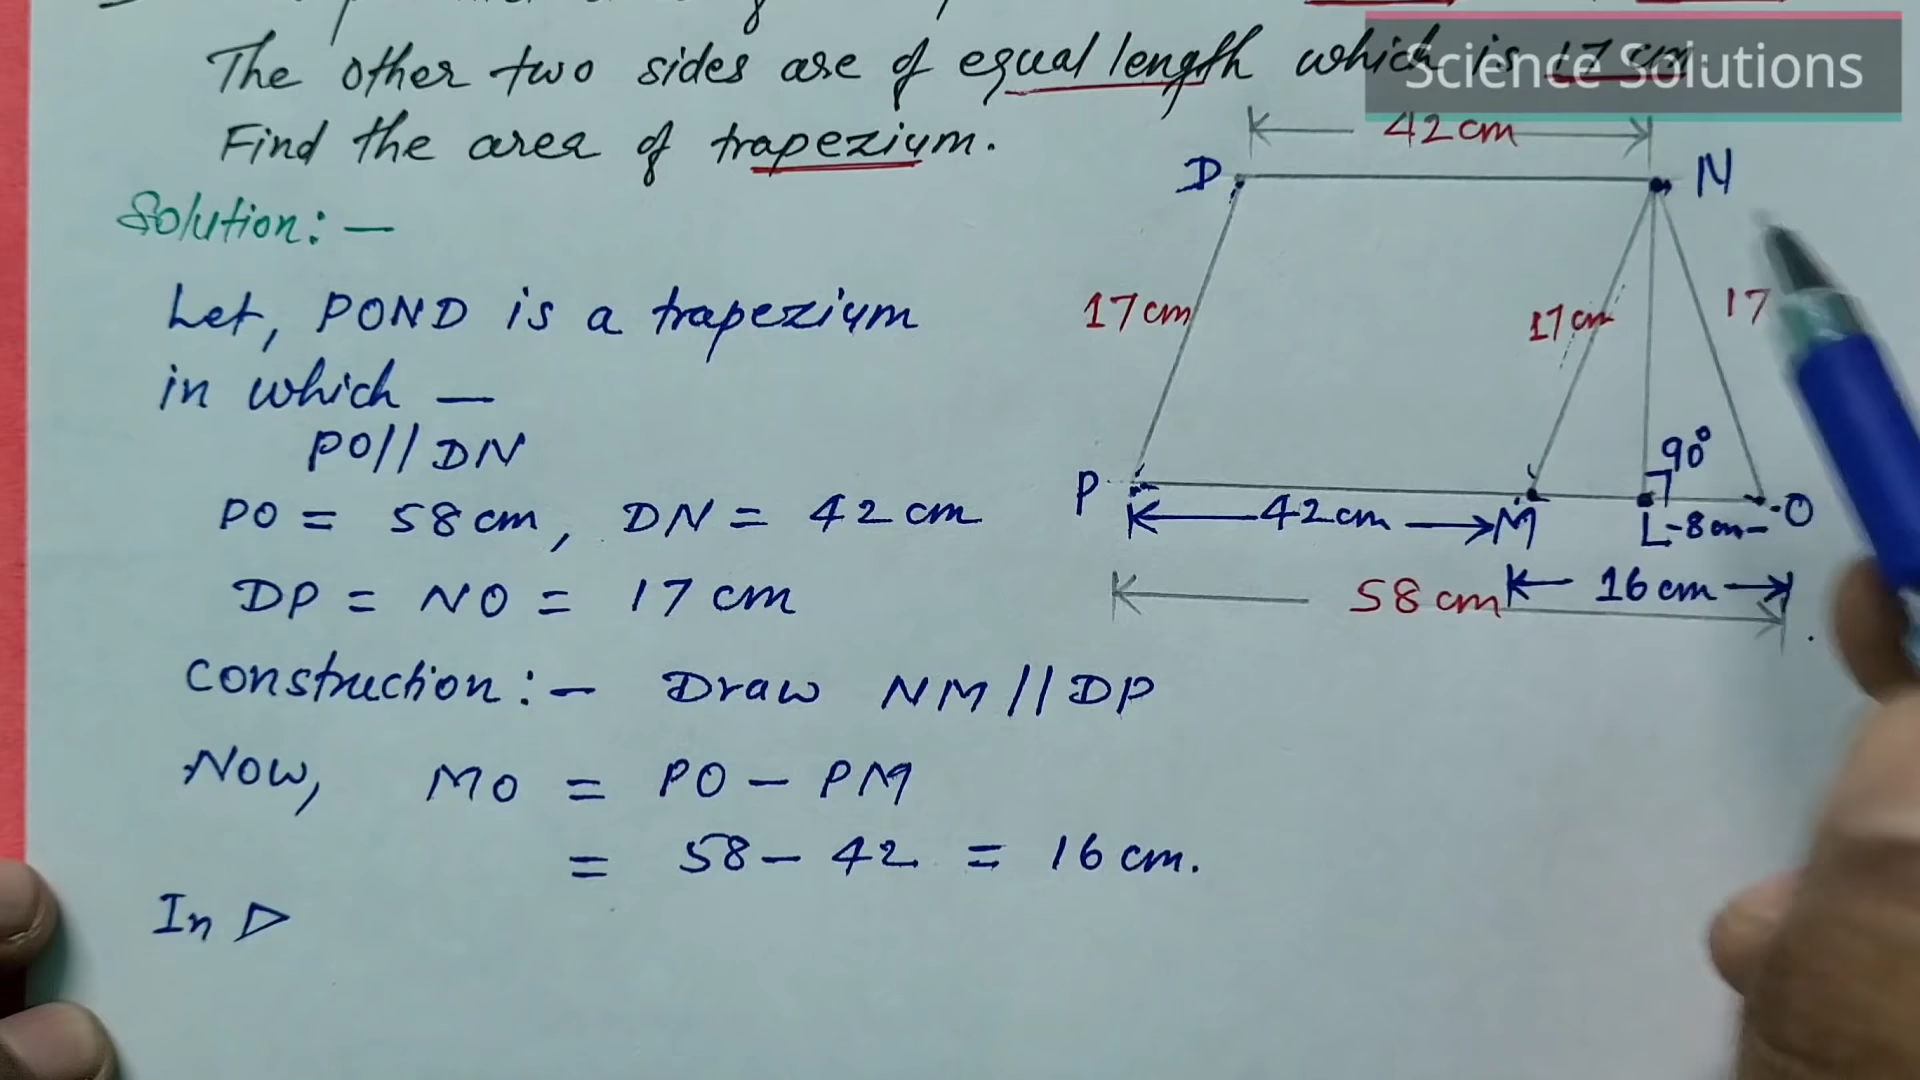 The other two sides are of equal length which is 17 cm.
Science Solutions
Find the area of trapezium.
Solution:—
Let, POND is a trapezium
in which —
PO//DN
PO = 58 cm, DN = 42 cm
DP = NO = 17 cm
Construction:— Draw NM//DP
Now, MO = PO - PM
= 58 - 42 = 16 cm.
In ▷
42 cm
D
N
17 cm
17 cm
17
90°
P
42 cm
M
L
8 cm
O
58 cm
16 cm